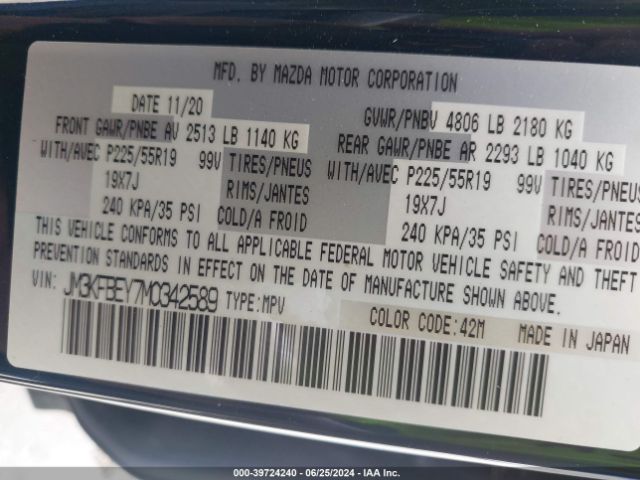 MFD. BY MAZDA MOTOR CORPORATION
DATE 11/20
GVWR/PNBV 4806 LB 2180 KG
FRONT GAWR/PNBE AV 2513 LB 1140 KG
REAR GAWR/PNBE AR 2293 LB 1040 KG
WITH/AVEC P225/55R19 99V TIRES/PNEUS
WITH/AVEC P225/55R19 99V TIRES/PNEUS
19X7J RIMS/JANTES
19X7J RIMS/JANTES
240 KPA/35 PSI COLD/A FROID
240 KPA/35 PSI COLD/A FROID
THIS VEHICLE CONFORMS TO ALL APPLICABLE FEDERAL MOTOR VEHICLE SAFETY AND THEFT
PREVENTION STANDARDS IN EFFECT ON THE DATE OF MANUFACTURE SHOWN ABOVE.
VIN: JM3KFBEY7M0342589 TYPE:MPV
COLOR CODE:42M MADE IN JAPAN
000-39724240 - 06/25/2024 - IAA Inc.